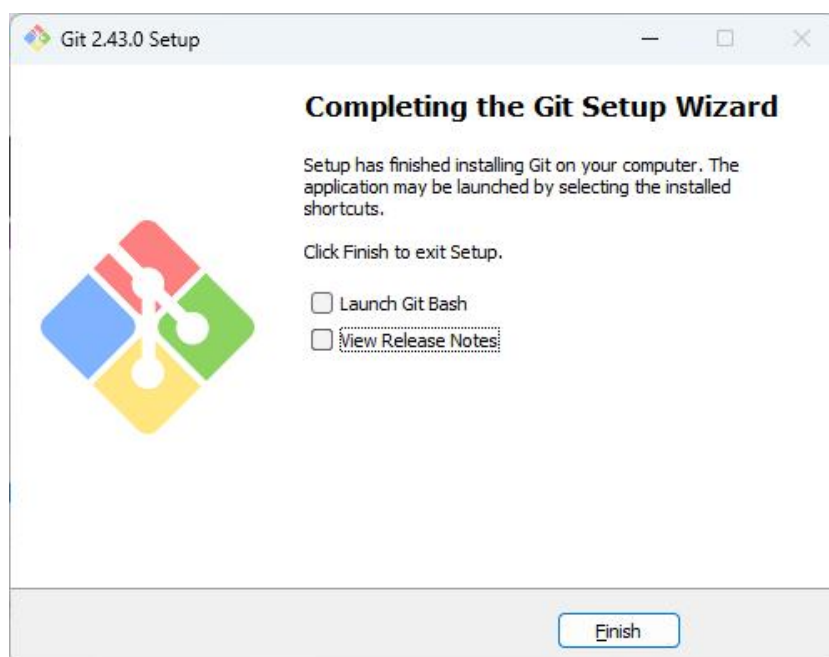 Git 2.43.0 Setup
Completing the Git Setup Wizard
Setup has finished installing Git on your computer. The
application may be launched by selecting the installed
shortcuts.
Click Finish to exit Setup.
Launch Git Bash
View Release Notes
Finish